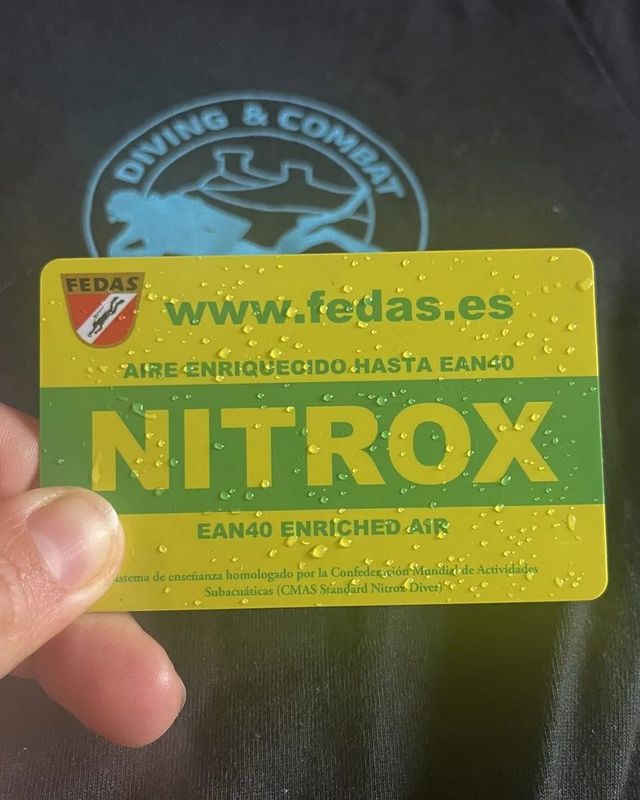 DIVING & COMBAT
FEDAS
www.fedas.es
AIRE ENRIQUECIDO HASTA EAN40
NITROX
EAN40 ENRICHED AIR
istema de enseñanza homologado por la Confederación Mundial de Actividades
Subacuáticas (CMAS Standard Nitrox Diver)